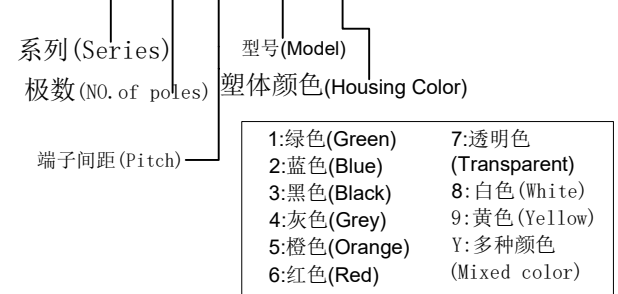 系列(Series)
型号(Model)
极数(NO.of poles)
塑体颜色(Housing Color)
端子间距(Pitch)
1:绿色(Green)
2:蓝色(Blue)
3:黑色(Black)
4:灰色(Grey)
5:橙色(Orange)
6:红色(Red)
7:透明色
(Transparent)
8:白色(White)
9:黄色(Yellow)
Y:多种颜色
(Mixed color)